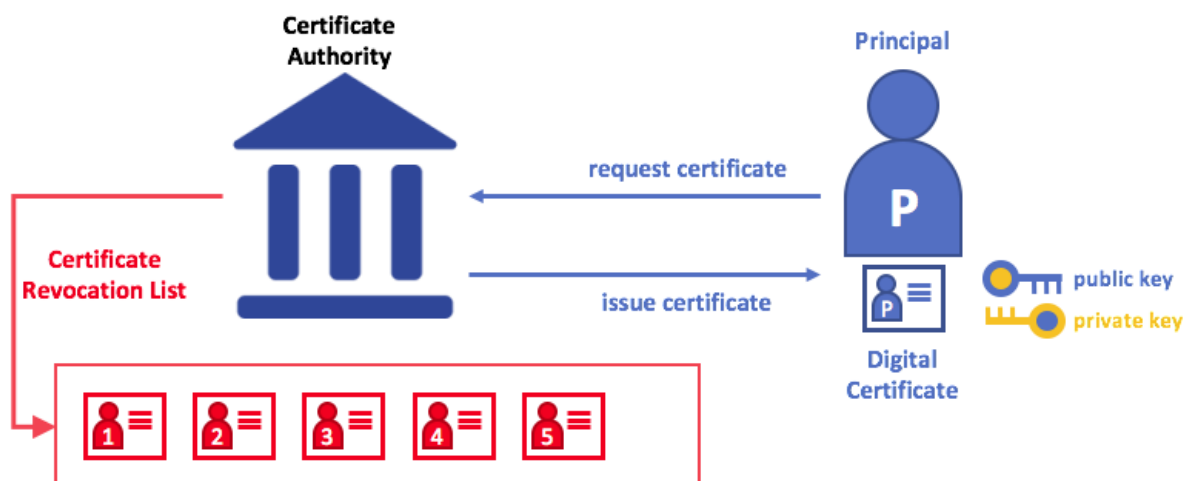 Certificate
Authority
Principal
request certificate
P
Certificate
Revocation List
issue certificate
P
public key
private key
Digital
Certificate
1
2
3
4
5